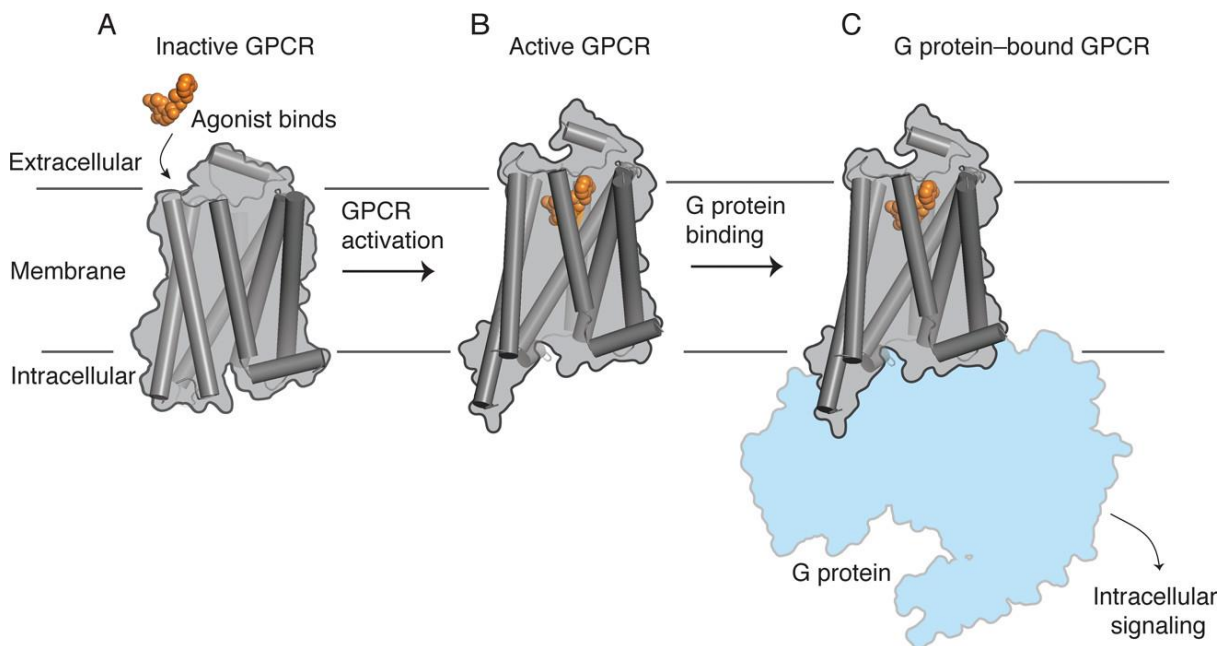 A
Inactive GPCR
Agonist binds
B
Active GPCR
C
G protein–bound GPCR
Extracellular
Membrane
Intracellular
GPCR
activation
G protein
binding
G protein
Intracellular
signaling